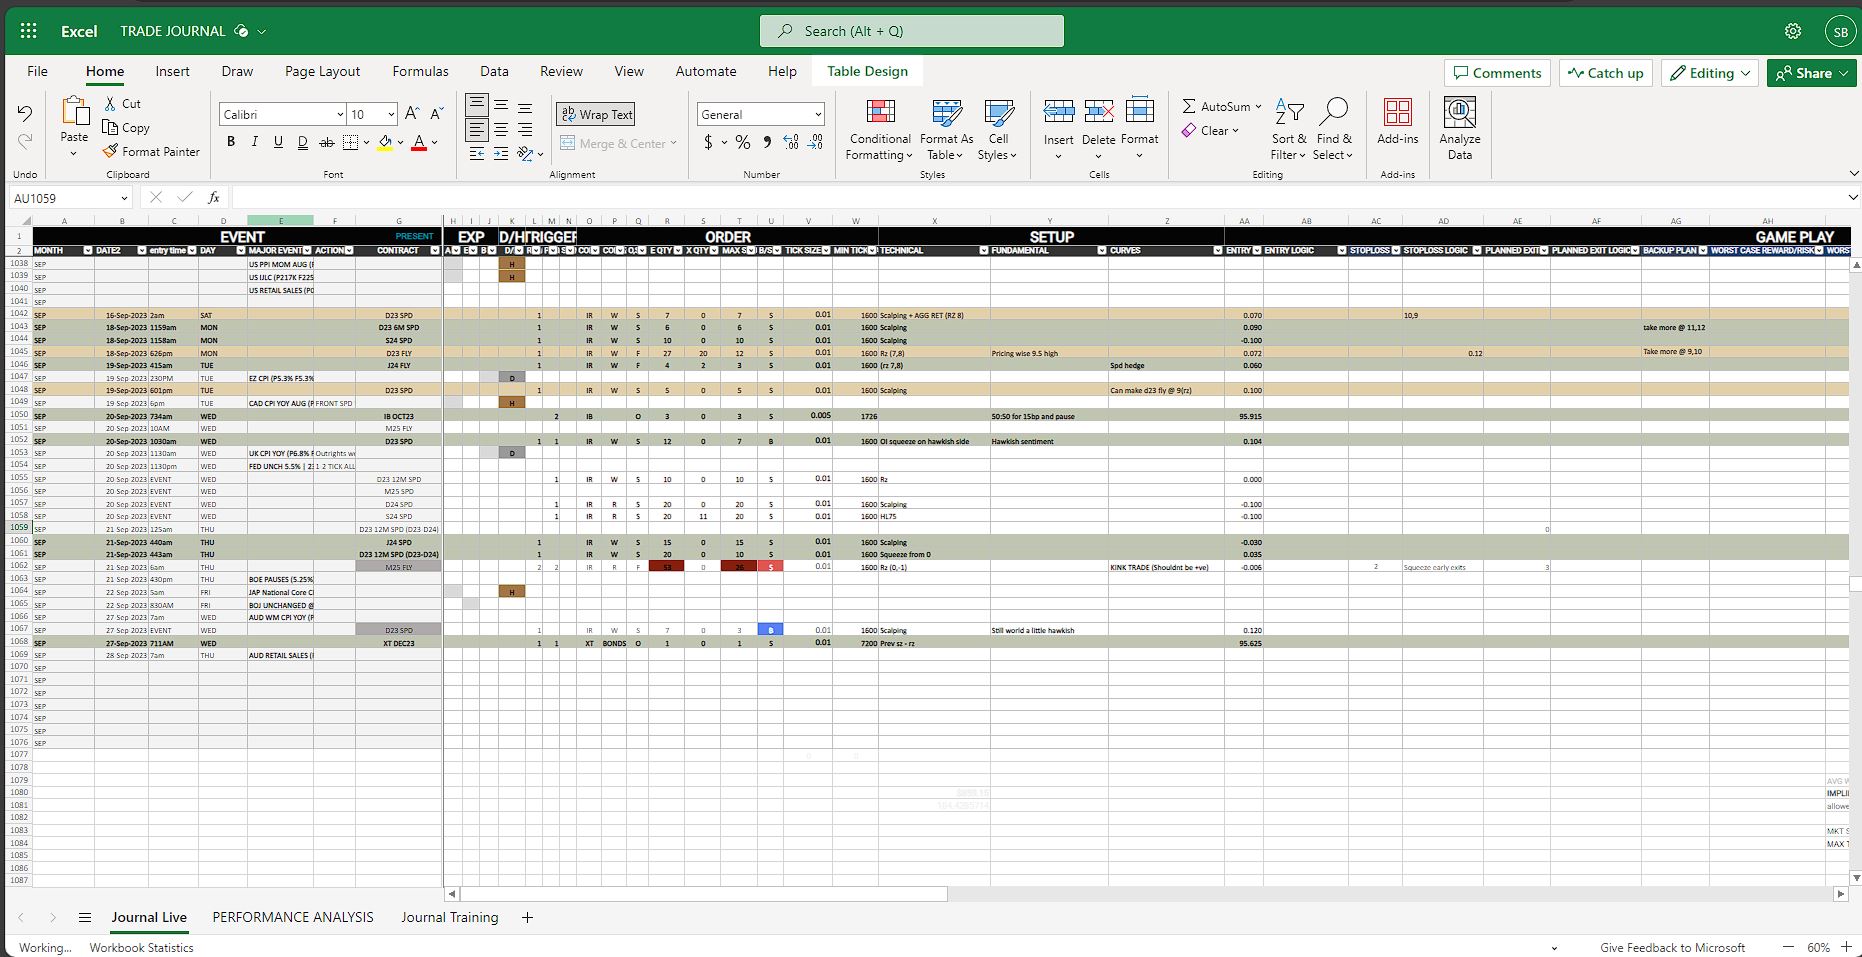 Excel TRADE JOURNAL Search (Alt + Q) SB
File Home Insert Draw Page Layout Formulas Data Review View Automate Help Table Design Comments Catch up Editing Share
Cut
Calibri 10 Wrap Text General AutoSum
Paste Copy Clear
Format Painter B I U D ab A Merge & Center $ % Conditional Formatting Format As Table Cell Styles Insert Delete Format Sort & Filter Find & Select Add-ins Analyze Data
Undo Clipboard Font Alignment Number Styles Cells Editing Add-ins
AU1059 fx
A B C D E F G H I J K L M N O P Q R S T U V W X Y Z AA AB AC AD AE AF AG AH
1 EVENT PRESENT EXP D/H TRIGGER ORDER SETUP GAME PLAY
2 MONTH DATE2 entry time DAY MAJOR EVENT ACTION CONTRACT E QTY X QTY MAX S B/S TICK SIZE MIN TICK TECHNICAL FUNDAMENTAL CURVES ENTRY ENTRY LOGIC STOPLOSS STOPLOSS LOGIC PLANNED EXIT PLANNED EXIT LOGIC BACKUP PLAN WORST CASE REWARD/RISK WORS
1038 SEP US PPI MOM AUG (F H
1039 SEP US IJLC (P217K F225 H
1040 SEP US RETAIL SALES (P0
1041 SEP
1042 SEP 16-Sep-2023 2am SAT D23 SPD 1 IR W S 7 0 7 S 0.01 1600 Scalping + AGG RET (RZ 8) 0.070 10,9
1043 SEP 18-Sep-2023 1159am MON D23 6M SPD 1 IR W S 6 0 6 S 0.01 1600 Scalping 0.090 take more @ 11,12
1044 SEP 18-Sep-2023 1158am MON S24 SPD 1 IR W S 10 0 10 S 0.01 1600 Scalping -0.100
1045 SEP 18-Sep-2023 626pm MON D23 FLY 1 IR W F 27 20 12 S 0.01 1600 Rz (7,8) Pricing wise 9.5 high 0.072 0.12 Take more @ 9,10
1046 SEP 19-Sep-2023 415am TUE J24 FLY 1 IR W F 4 2 3 S 0.01 1600 (rz 7,8) Spd hedge 0.060
1047 SEP 19 Sep 2023 230PM TUE EZ CPI (P5.3% F5.3% D
1048 SEP 19-Sep-2023 601pm TUE D23 SPD 1 IR W S 5 0 5 S 0.01 1600 Scalping Can make d23 fly @ 9(rz) 0.100
1049 SEP 19 Sep 2023 6pm TUE CAD CPI YOY AUG (P FRONT SPD H
1050 SEP 20-Sep-2023 734am WED IB OCT23 2 IB O 3 0 3 S 0.005 1726 50:50 for 15bp and pause 95.915
1051 SEP 20 Sep 2023 10AM WED M25 FLY
1052 SEP 20-Sep-2023 1030am WED D23 SPD 1 1 IR W S 12 0 7 B 0.01 1600 OI squeeze on hawkish side Hawkish sentiment 0.104
1053 SEP 20 Sep 2023 1130am WED UK CPI YOY (P6.8% F Outrights we D
1054 SEP 20 Sep 2023 1130pm WED FED UNCH 5.5% | 23 1 2 TICK ALL
1055 SEP 20 Sep 2023 EVENT WED D23 12M SPD 1 IR W S 10 0 10 S 0.01 1600 Rz 0.000
1056 SEP 20 Sep 2023 EVENT WED M25 SPD
1057 SEP 20 Sep 2023 EVENT WED D24 SPD 1 IR R S 20 0 20 S 0.01 1600 Scalping -0.100
1058 SEP 20 Sep 2023 EVENT WED S24 SPD 1 IR R S 20 11 20 S 0.01 1600 HL75 -0.100
1059 SEP 21 Sep 2023 125am THU D23 12M SPD (D23 D24) 0
1060 SEP 21-Sep-2023 440am THU J24 SPD 1 IR W S 15 0 15 S 0.01 1600 Scalping -0.030
1061 SEP 21-Sep-2023 443am THU D23 12M SPD (D23-D24) 1 IR W S 20 0 10 S 0.01 1600 Squeeze from 0 0.035
1062 SEP 21 Sep 2023 6am THU M25 FLY 2 2 IR R F 53 0 26 S 0.01 1600 Rz (0,-1) KINK TRADE (Shouldnt be +ve) -0.006 2 Squeeze early exits 3
1063 SEP 21 Sep 2023 430pm THU BOE PAUSES (5.25%
1064 SEP 22 Sep 2023 5am FRI JAP National Core C H
1065 SEP 22 Sep 2023 830AM FRI BOJ UNCHANGED @
1066 SEP 27 Sep 2023 7am WED AUD WM CPI YOY (P
1067 SEP 27 Sep 2023 EVENT WED D23 SPD 1 IR W S 7 0 3 B 0.01 1600 Scalping Still world a little hawkish 0.120
1068 SEP 27-Sep-2023 711AM WED XT DEC23 1 1 XT BONDS O 1 0 1 S 0.01 7200 Prev sz - rz 95.625
1069 SEP 28 Sep 2023 7am THU AUD RETAIL SALES (
1070 SEP
1071 SEP
1072 SEP
1073 SEP
1074 SEP
1075 SEP
1076 SEP
1077 0 0
1078
1079 AVG W
1080 IMPLI
1081 allowe
1082
1083 MKT S
1084 MAX T
1085
1086
1087
Journal Live PERFORMANCE ANALYSIS Journal Training
Working... Workbook Statistics Give Feedback to Microsoft 60%